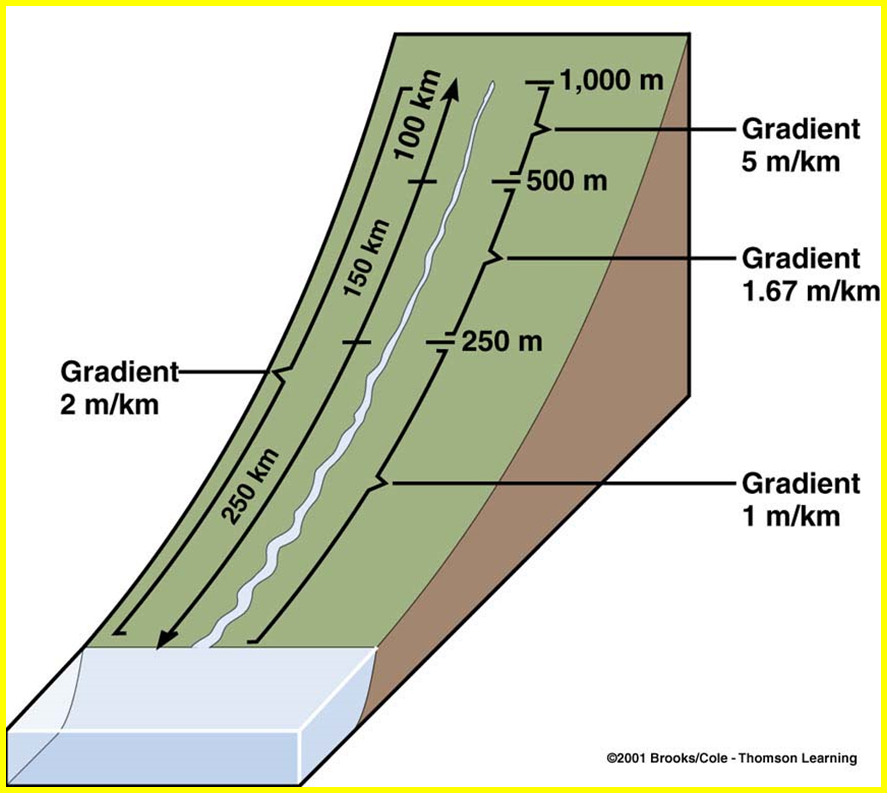 1,000 m
100 km
Gradient
5 m/km
500 m
150 km
Gradient
1.67 m/km
250 m
Gradient
2 m/km
250 km
Gradient
1 m/km
©2001 Brooks/Cole - Thomson Learning